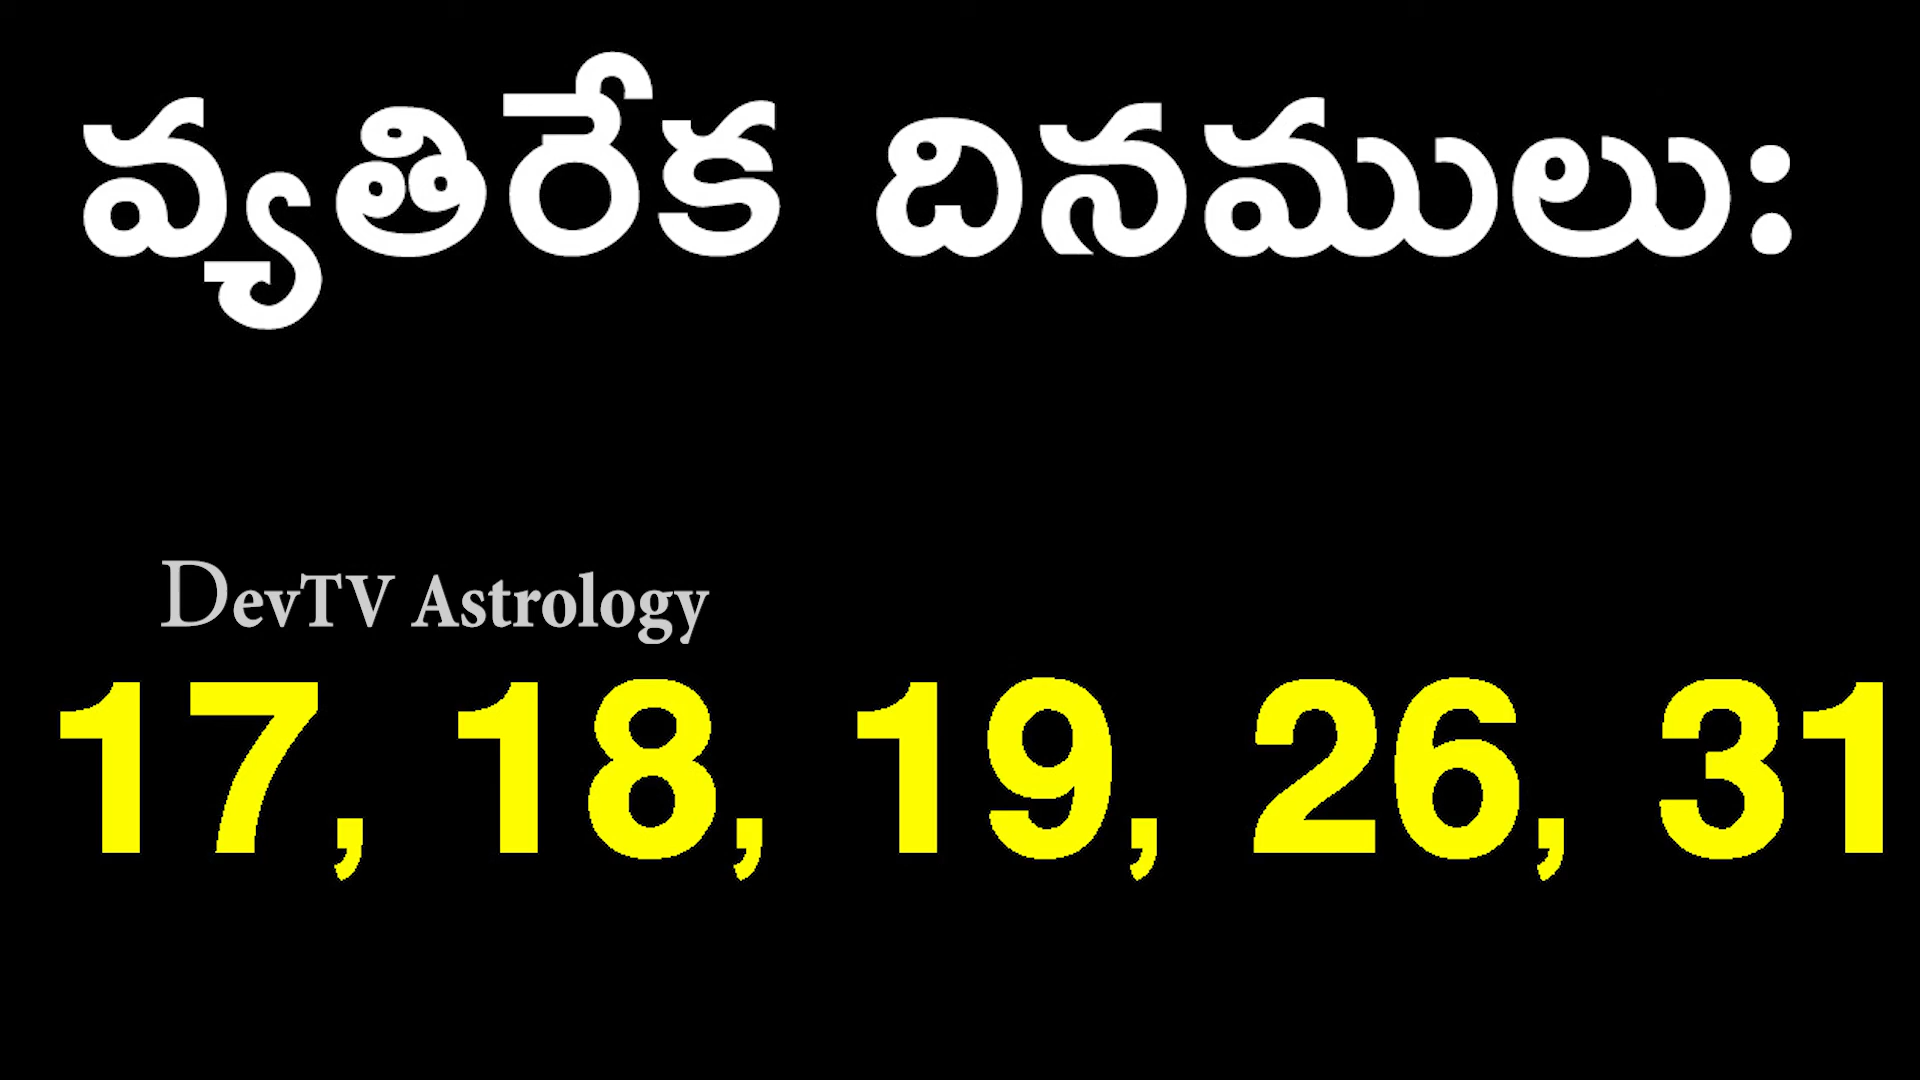 వ్యతిరేక దినములు:
DevTV Astrology
17, 18, 19, 26, 31